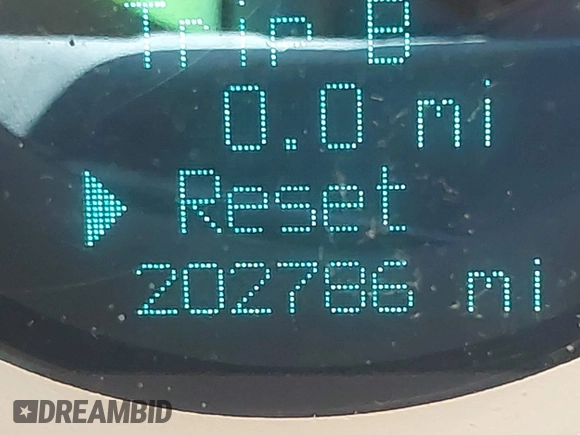 Trip B
0.0 mi
Reset
202786 mi
DREAMBID